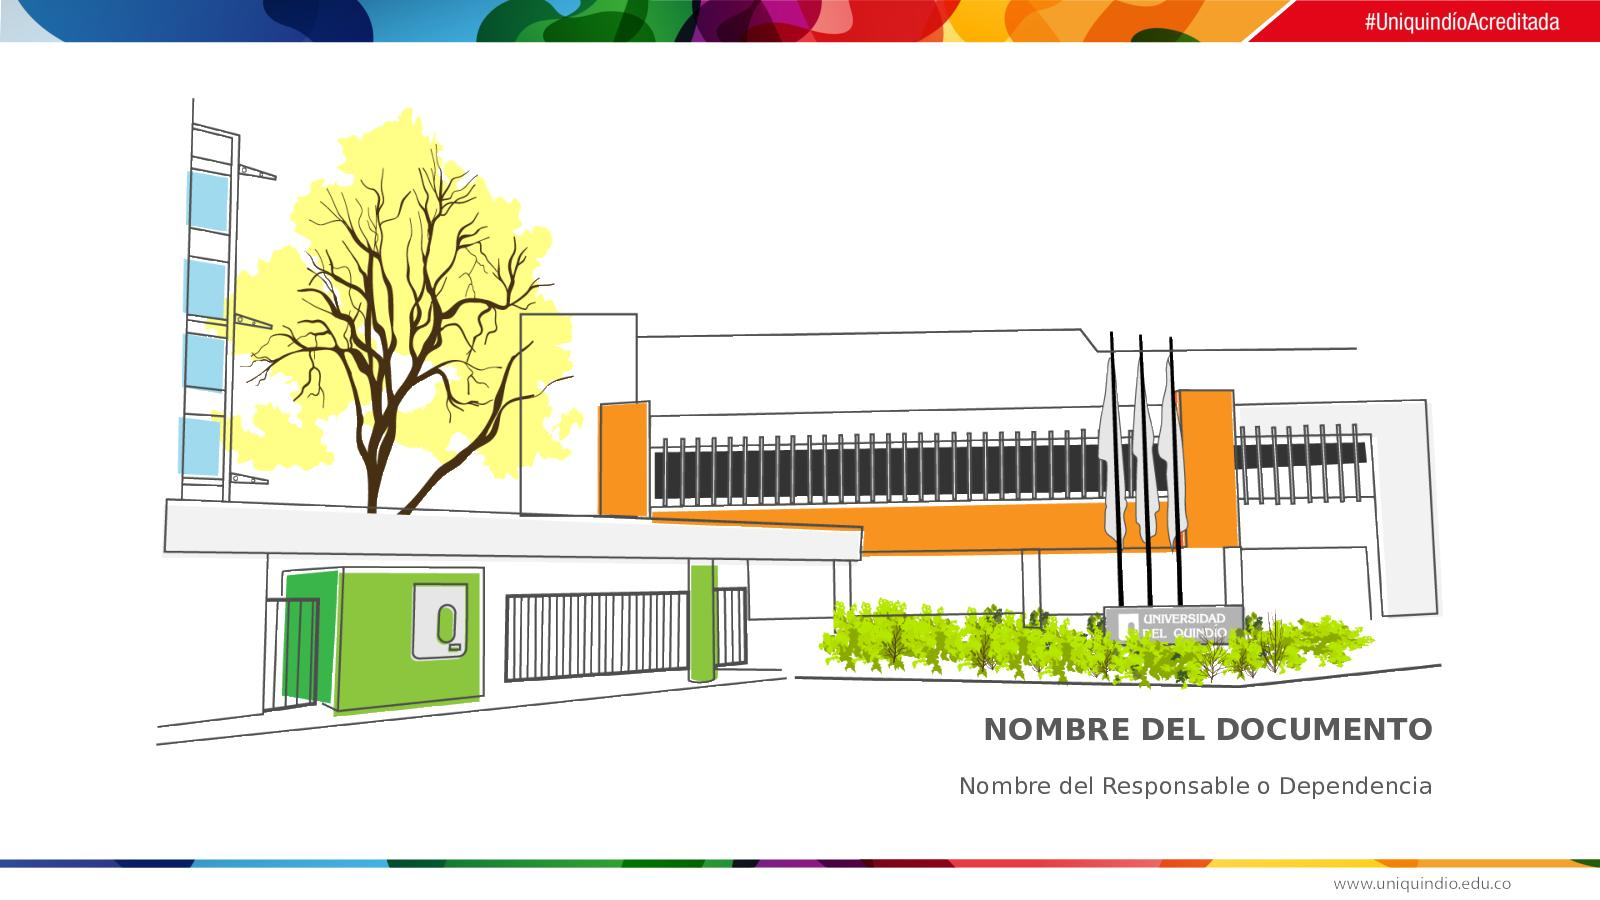 #UniquindíoAcreditada
UNIVERSIDAD
DEL QUINDÍO
NOMBRE DEL DOCUMENTO
Nombre del Responsable o Dependencia
www.uniquindio.edu.co